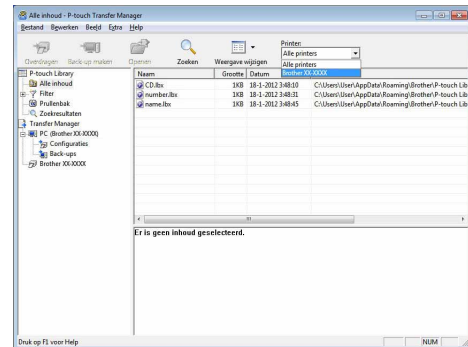 Alle inhoud - P-touch Transfer Manager
Bestand Bewerken Beeld Extra Help
Overdragen Back-up maken Openen Zoeken Weergave wijzigen
Printer:
Alle printers
Alle printers
Brother XX-XXXX
P-touch Library
Alle inhoud
Filter
Prullenbak
Zoekresultaten
Transfer Manager
PC (Brother XX-XXXX)
Configuraties
Back-ups
Brother XX-XXXX
Naam Grootte Datum
CD.lbx 1KB 18-1-2012 3:48:10 C:\Users\User\AppData\Roaming\Brother\P-touch Lib
number.lbx 1KB 18-1-2012 3:48:31 C:\Users\User\AppData\Roaming\Brother\P-touch Lib
name.lbx 1KB 18-1-2012 3:48:45 C:\Users\User\AppData\Roaming\Brother\P-touch Lib
Er is geen inhoud geselecteerd.
Druk op F1 voor Help
NUM